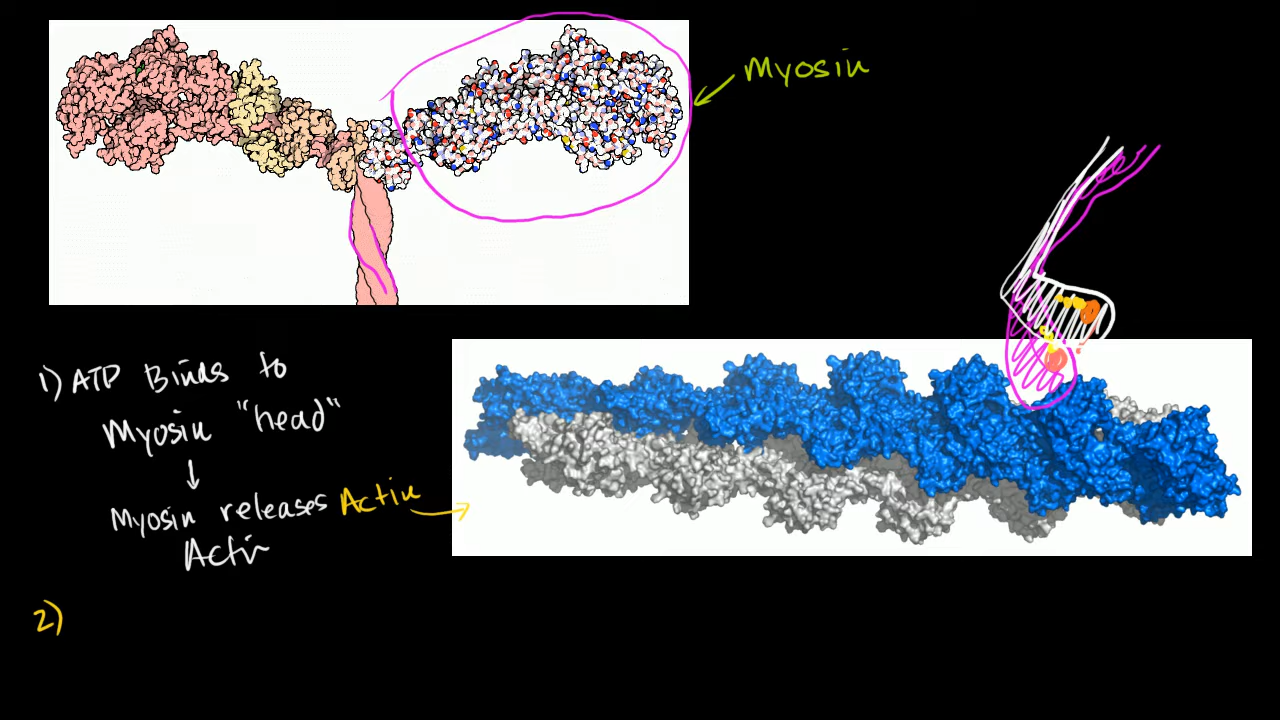 Myosin
1) ATP Binds to
Myosin "head"
↓
Myosin releases
Actin
Actin →
2)